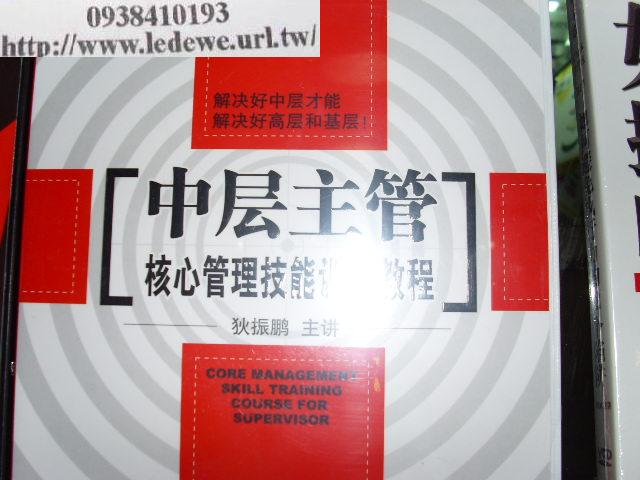 0938410193
http://www.ledewe.url.tw/
解决好中层才能
解决好高层和基层!
中层主管
核心管理技能 教程
狄振鹏 主讲
CORE MANAGEMENT
SKILL TRAINING
COURSE FOR
SUPERVISOR